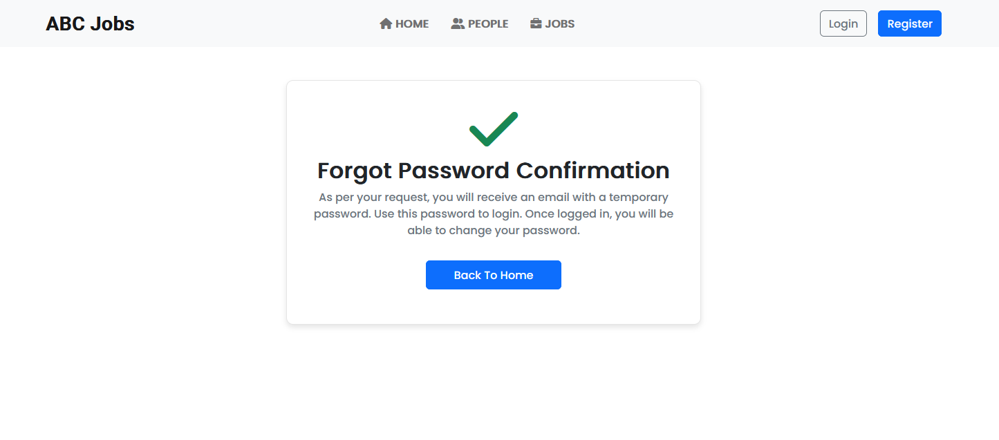 ABC Jobs
HOME
PEOPLE
JOBS
Login
Register
Forgot Password Confirmation
As per your request, you will receive an email with a temporary
password. Use this password to login. Once logged in, you will be
able to change your password.
Back To Home